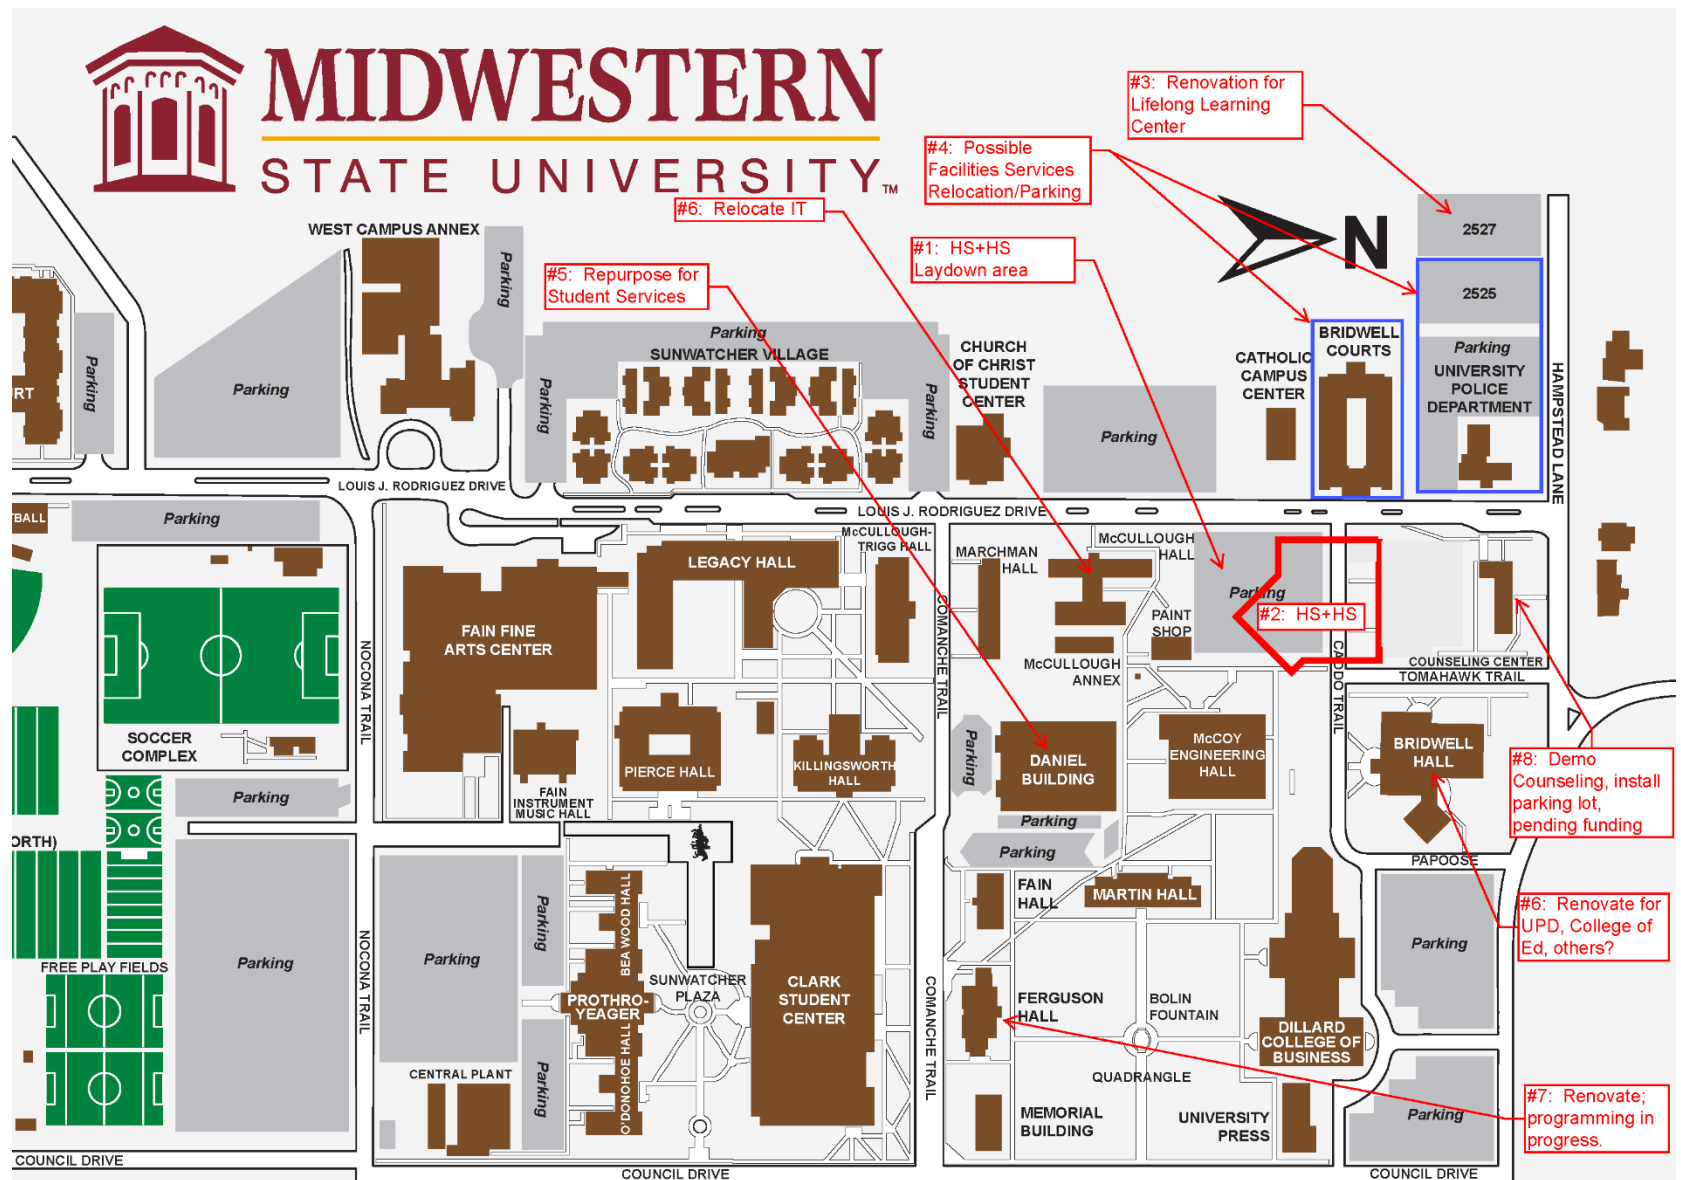 MIDWESTERN
STATE UNIVERSITY™
#3: Renovation for
Lifelong Learning
Center
#4: Possible
Facilities Services
Relocation/Parking
#6: Relocate IT
#1: HS+HS
Laydown area
#5: Repurpose for
Student Services
N
2527
2525
WEST CAMPUS ANNEX
Parking
Parking
Parking
RT
Parking
SUNWATCHER VILLAGE
Parking
Parking
CHURCH
OF CHRIST
STUDENT
CENTER
Parking
CATHOLIC
CAMPUS
CENTER
BRIDWELL
COURTS
Parking
UNIVERSITY
POLICE
DEPARTMENT
HAMPSTEAD LANE
LOUIS J. RODRIGUEZ DRIVE
LOUIS J. RODRIGUEZ DRIVE
TBALL
Parking
LEGACY HALL
McCULLOUGH-
TRIGG HALL
MARCHMAN
HALL
McCULLOUGH
HALL
Parking
#2: HS+HS
PAINT
SHOP
McCULLOUGH
ANNEX
COUNSELING CENTER
TOMAHAWK TRAIL
CADDO TRAIL
COMANCHE TRAIL
NOCONA TRAIL
FAIN FINE
ARTS CENTER
SOCCER
COMPLEX
PIERCE HALL
KILLINGSWORTH
HALL
FAIN
INSTRUMENT
MUSIC HALL
Parking
DANIEL
BUILDING
McCOY
ENGINEERING
HALL
BRIDWELL
HALL
#8: Demo
Counseling, install
parking lot,
pending funding
Parking
Parking
Parking
ORTH)
PAPOOSE
FAIN
HALL
MARTIN HALL
#6: Renovate for
UPD, College of
Ed, others?
Parking
Parking
Parking
Parking
FREE PLAY FIELDS
NOCONA TRAIL
BEA WOOD HALL
PROTHRO-
YEAGER
O'DONOHOE HALL
SUNWATCHER
PLAZA
CLARK
STUDENT
CENTER
COMANCHE TRAIL
FERGUSON
HALL
BOLIN
FOUNTAIN
QUADRANGLE
DILLARD
COLLEGE OF
BUSINESS
CENTRAL PLANT
Parking
MEMORIAL
BUILDING
UNIVERSITY
PRESS
Parking
#7: Renovate;
programming in
progress.
COUNCIL DRIVE
COUNCIL DRIVE
COUNCIL DRIVE